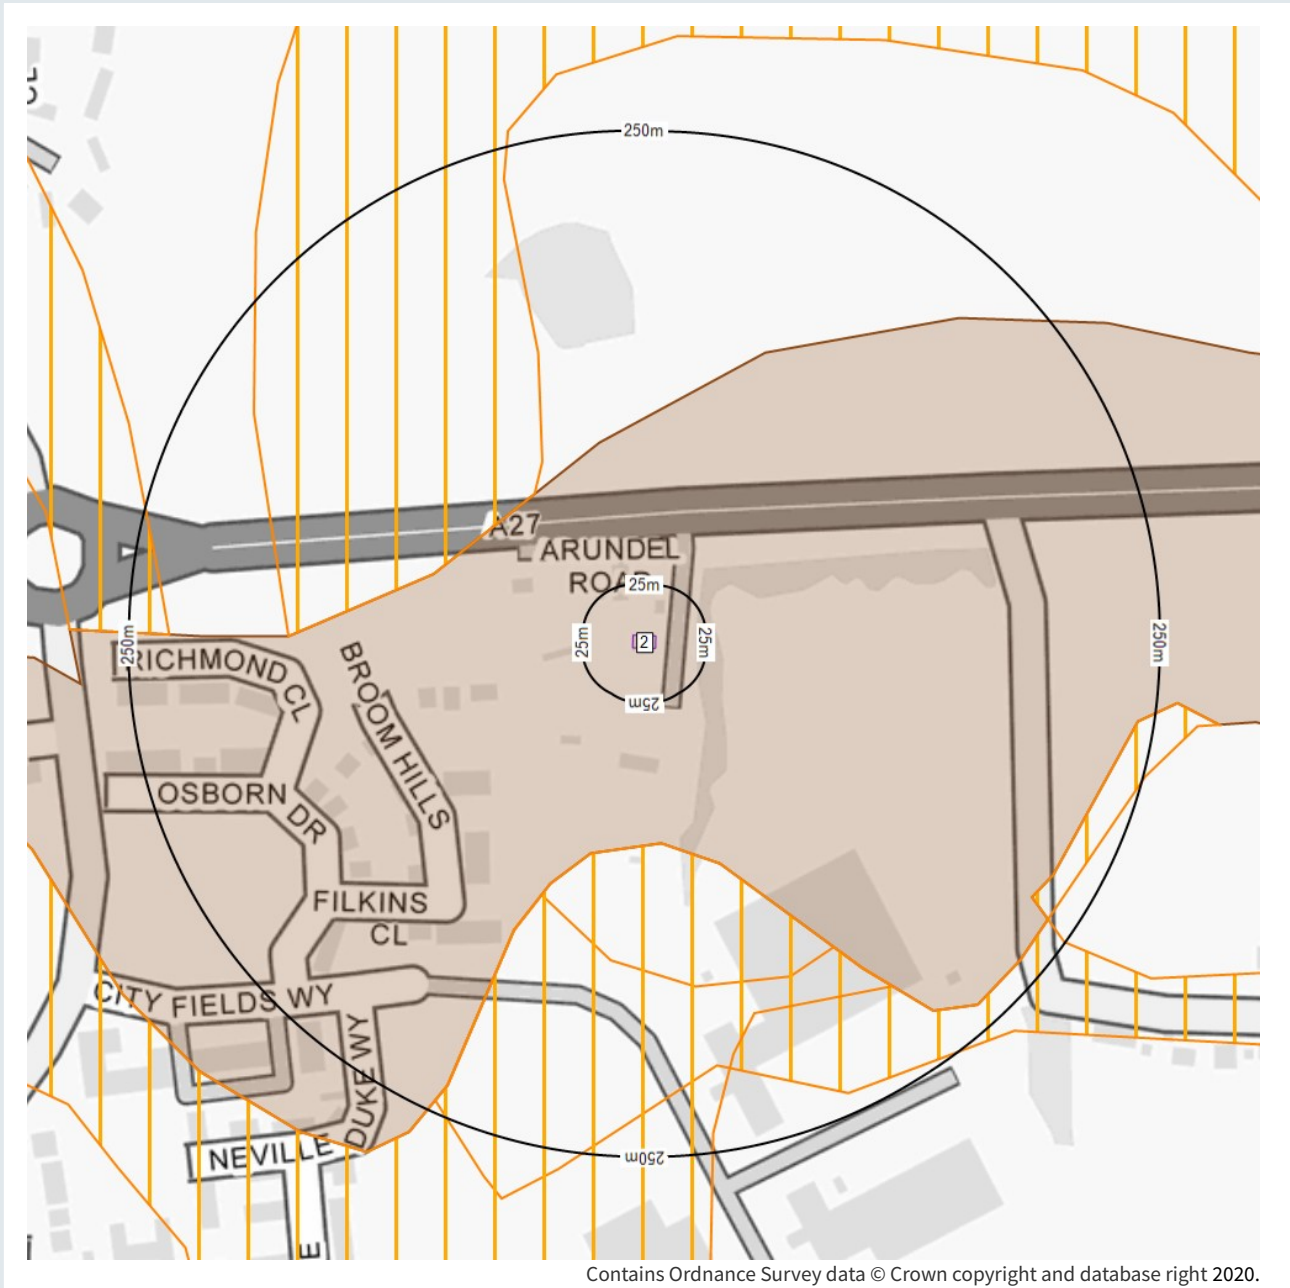 250m
A27
ARUNDEL
ROAD
25m
25m
2
25m
25m
250m
250m
RICHMOND CL
BROOM HILLS
OSBORN DR
FILKINS
CL
CITY FIELDS WY
DUKE WY
NEVILLE
E
250m
Contains Ordnance Survey data © Crown copyright and database right 2020.